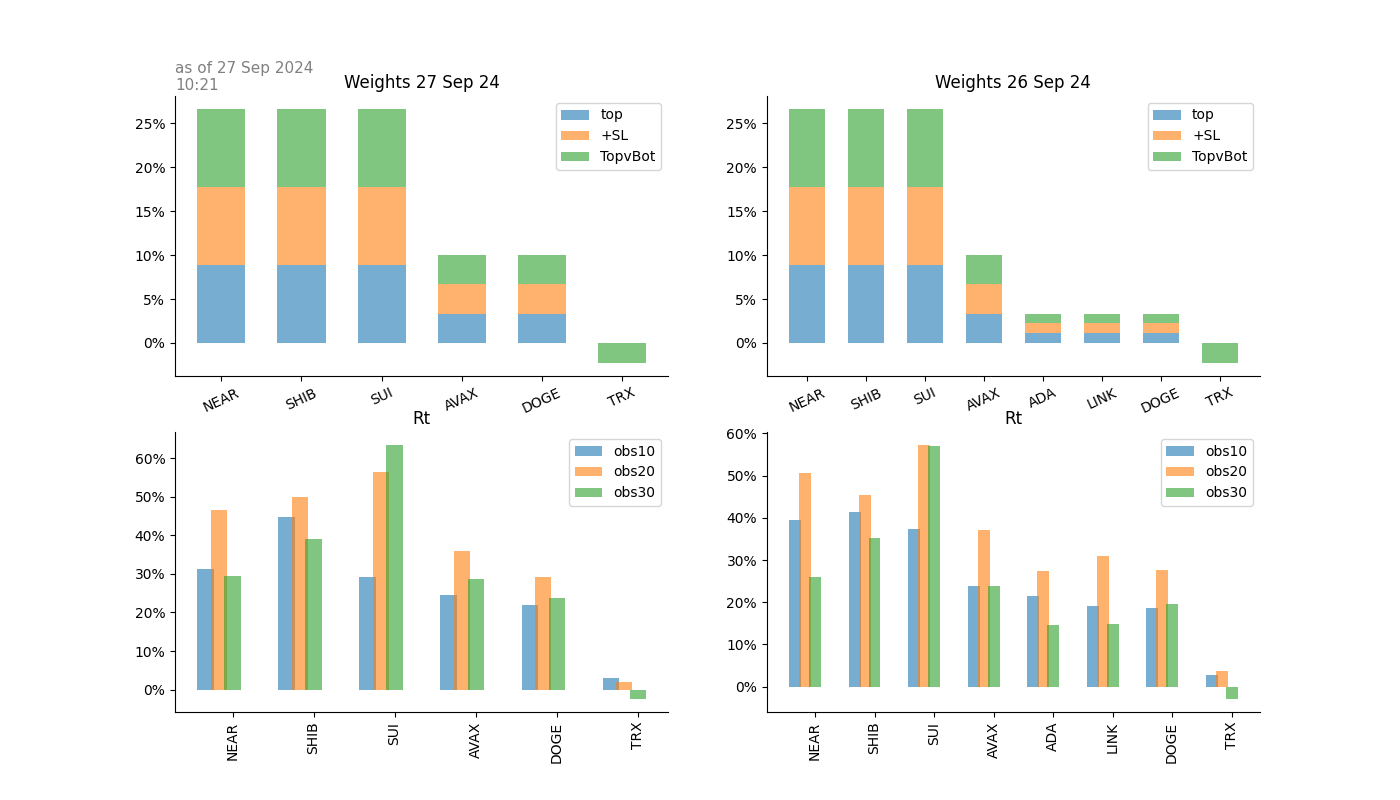 as of 27 Sep 2024
10:21
Weights 27 Sep 24
25%
20%
15%
10%
5%
0%
top
+SL
TopvBot
NEAR SHIB SUI AVAX DOGE TRX
Weights 26 Sep 24
25%
20%
15%
10%
5%
0%
top
+SL
TopvBot
NEAR SHIB SUI AVAX ADA LINK DOGE TRX
Rt
60%
50%
40%
30%
20%
10%
0%
obs10
obs20
obs30
NEAR SHIB SUI AVAX DOGE TRX
Rt
60%
50%
40%
30%
20%
10%
0%
obs10
obs20
obs30
NEAR SHIB SUI AVAX ADA LINK DOGE TRX